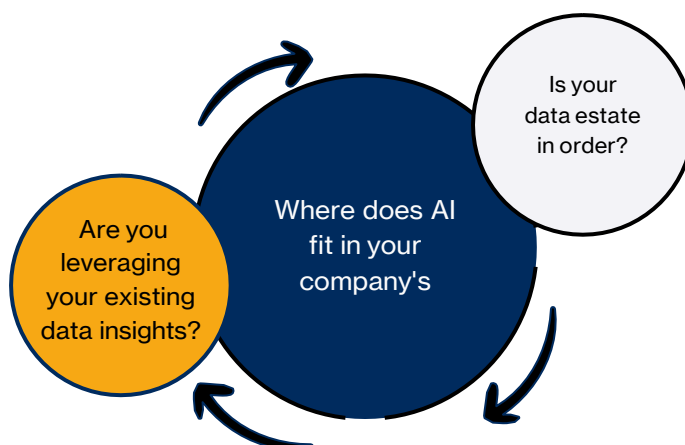 Is your
data estate
in order?
Where does AI
fit in your
company's
Are you
leveraging
your existing
data insights?